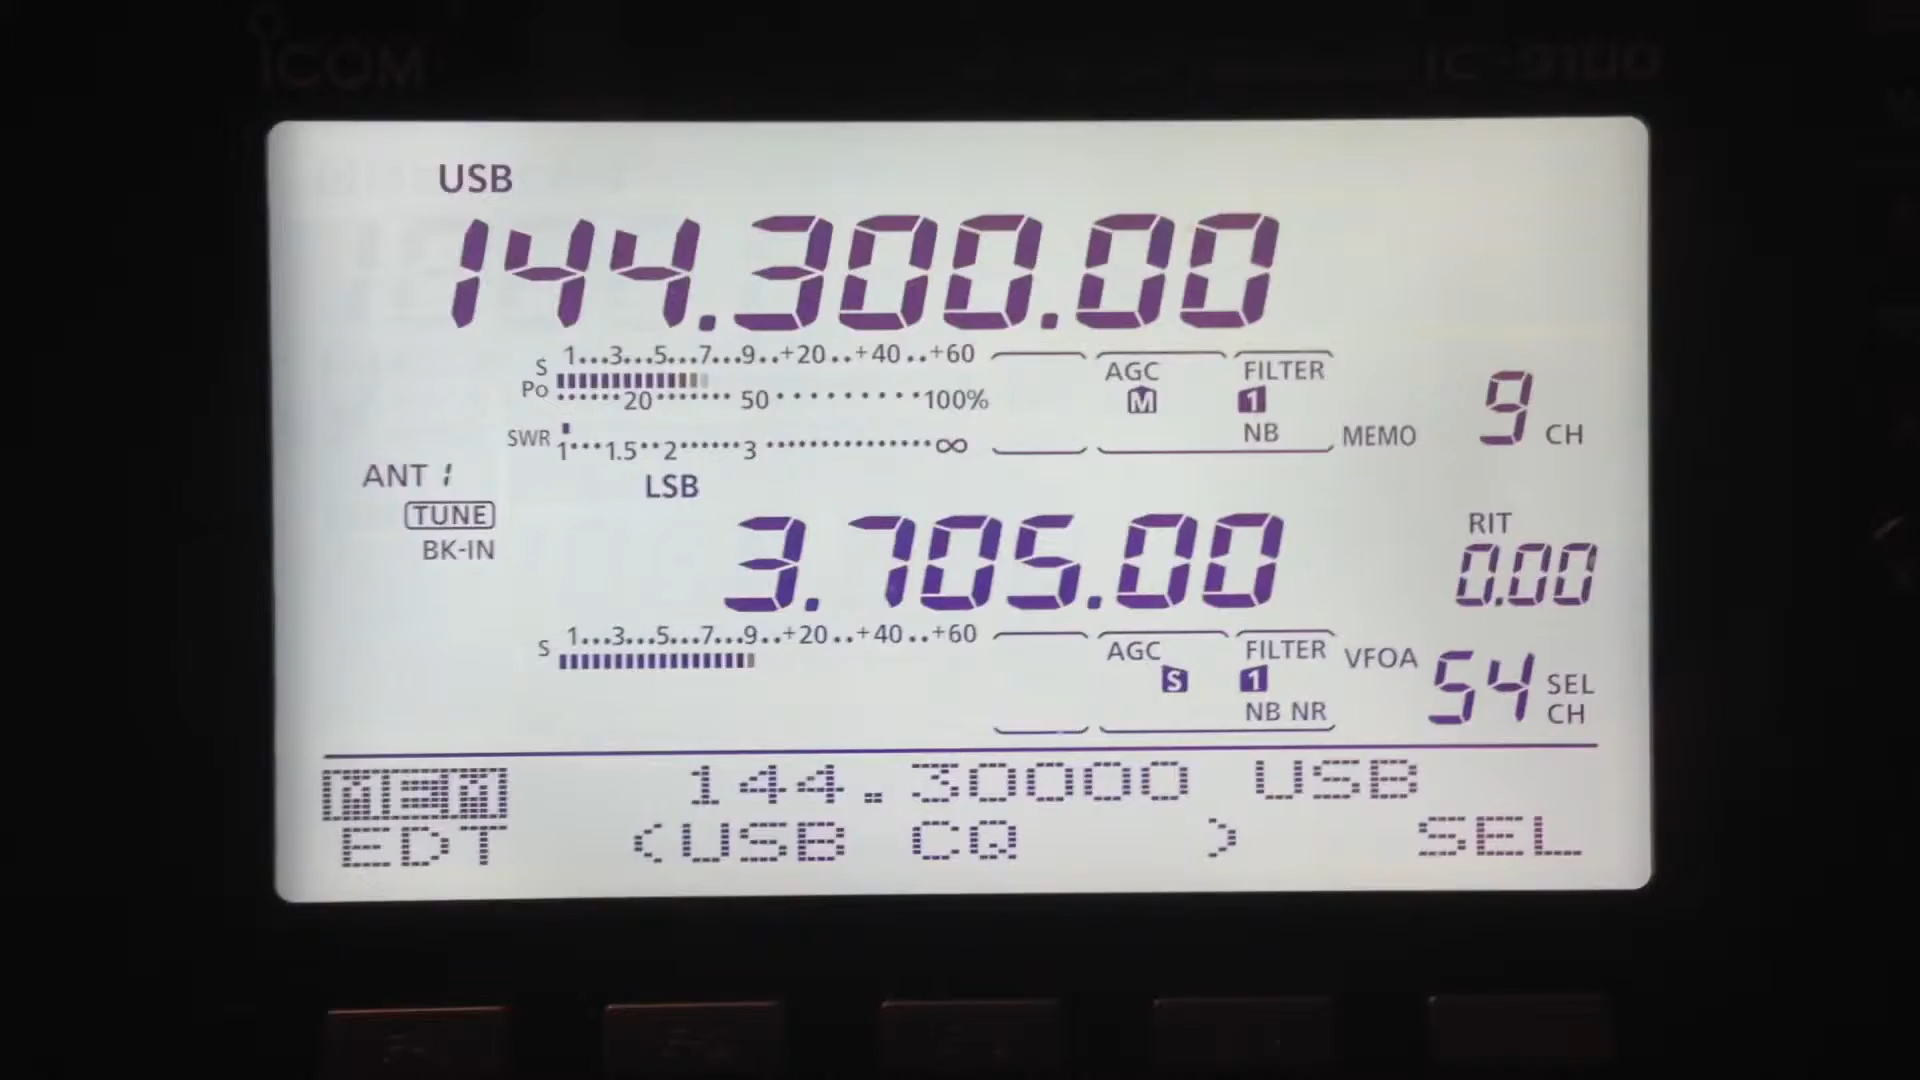 iCOM IC-9100
USB
144.300.00
S 1...3...5...7...9..+20..+40..+60
Po 20 50 100%
AGC FILTER
M 1
NB
MEMO 9 CH
SWR 1 1.5 2 3 ∞
ANT 1
TUNE
BK-IN
LSB
3.705.00
RIT
0.00
S 1...3...5...7...9..+20..+40..+60
AGC FILTER
S 1
NB NR
VFOA 54 SEL CH
MEM 144.30000 USB
EDT <USB CQ > SEL